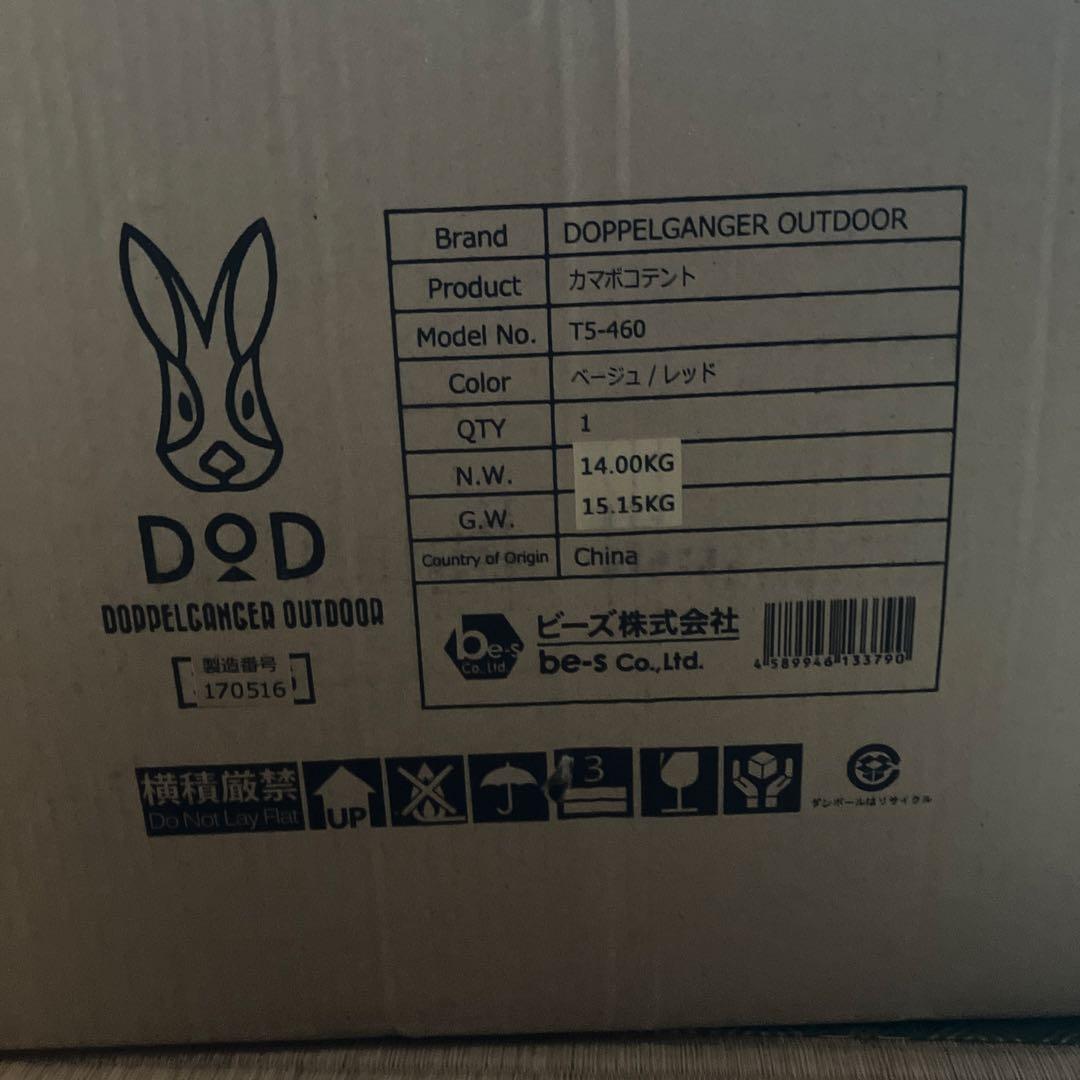 Brand DOPPELGANGER OUTDOOR
Product カマボコテント
Model No. T5-460
Color ベージュ/レッド
QTY 1
N.W. 14.00KG
G.W. 15.15KG
Country of Origin China
be-s Co.,Ltd.
ビーズ株式会社
be-s Co.,Ltd.
4 589946 133790
DOD
DOPPELGANGER OUTDOOR
製造番号
170516
横積厳禁
Do Not Lay Flat
UP
3
ダンボールはリサイクル